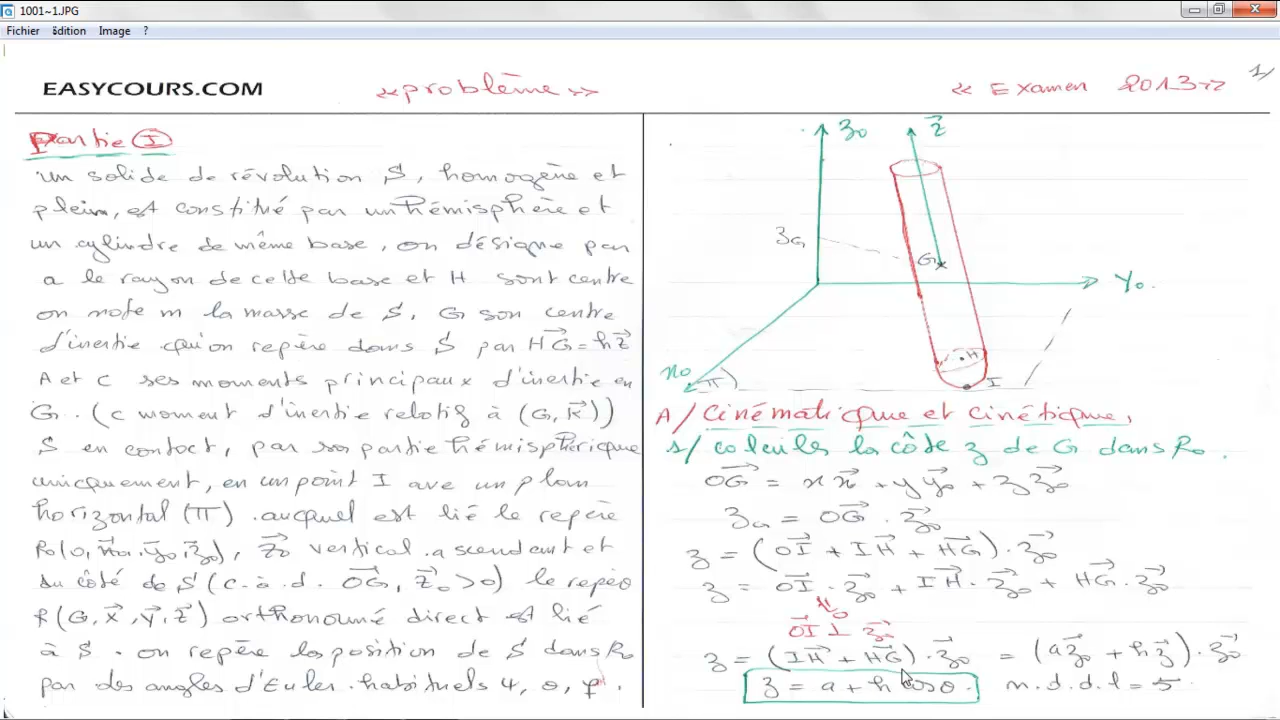 1001~1.JPG
Fichier Edition Image ?
EASYCOURS.COM
«problème»
« Examen 2013
1/
Partie I
un solide de révolution S, homogène et
plein, est constitué par un hémisphère et
un cylindre de même base, on désigne par
a le rayon de cette base et H sont centre
on note m la masse de S, G son centre
d'inertie qu'on repère dans S par HG = hz
A et C ses moments principaux d'inertie en
G. (C moment d'inertie relatif à (G, k))
S en contact, par sa partie hémisphérique
uniquement, en un point I ave un plan
horizontal (π). auquel est lié le repère
R0(0, x0, y0, z0), z0 vertical ascendant et
du côté de S (c.à.d. OG, z0 >0) le repère
R(G, x, y, z) orthonormé direct est lié
à S. on repère la position de S dans R0
par des angles d'Euler habituels ψ, θ, φ.
z0
z
zG
G
y0
H
x0
π
I
A/ Cinématique et cinétique,
1/ calculs la côte z de G dans R0.
OG = x x + y y0 + z z0
zG = OG . z0
z = (OI + IH + HG) . z0
z = OI . z0 + IH . z0 + HG . z0
OI ⊥ z0
z = (IH + HG) . z0 = (a z0 + h z) . z0
z = a + h cosθ. n.d.d.l = 5